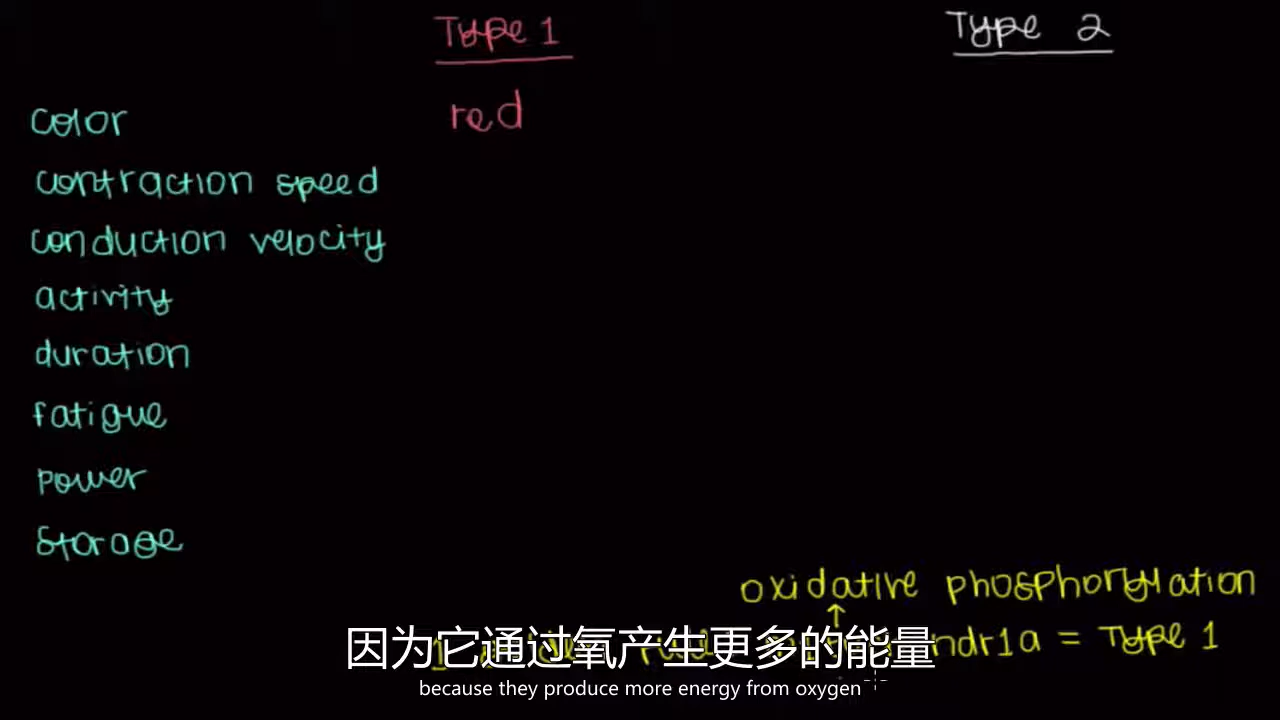 Type 1 Type 2
color red
contraction speed
conduction velocity
activity
duration
fatigue
power
storage
oxidative phosphorylation
↑
= Type 1
因为它通过氧产生更多的能量
because they produce more energy from oxygen